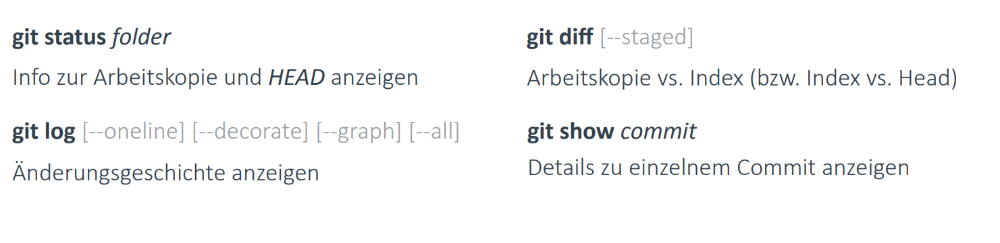 git status folder
Info zur Arbeitskopie und HEAD anzeigen
git log [--oneline] [--decorate] [--graph] [--all]
Änderungsgeschichte anzeigen
git diff [--staged]
Arbeitskopie vs. Index (bzw. Index vs. Head)
git show commit
Details zu einzelnem Commit anzeigen